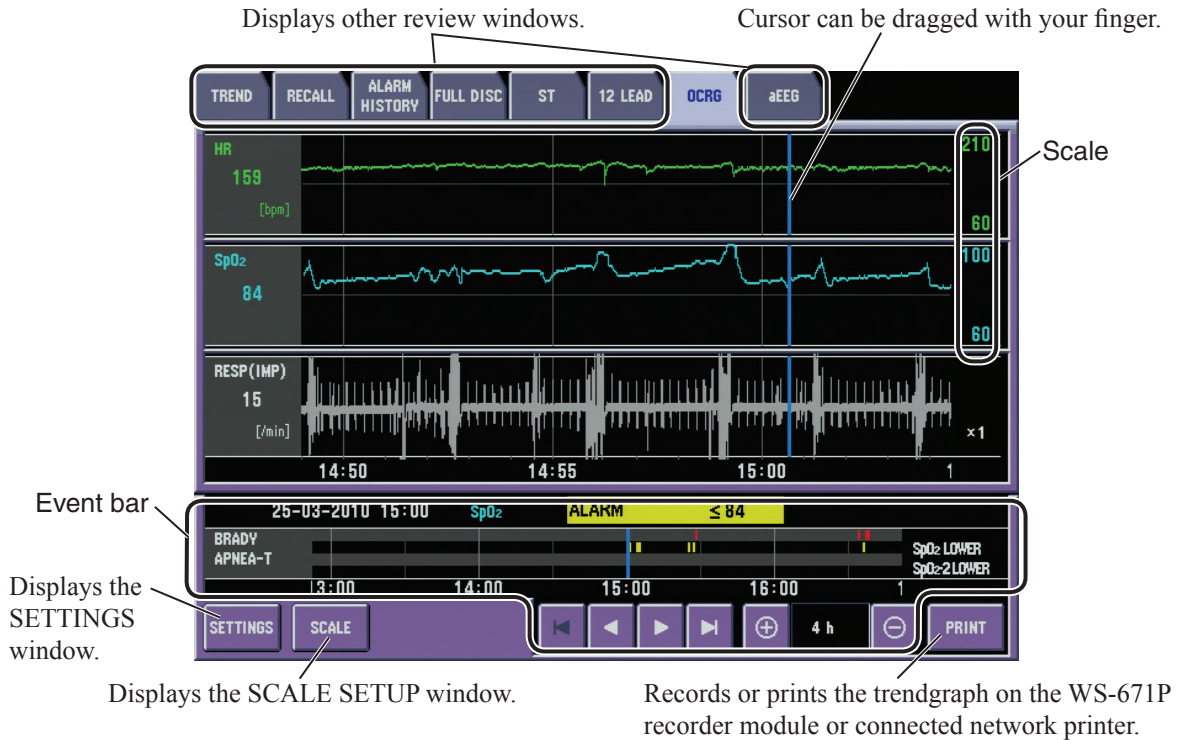 Displays other review windows.
Cursor can be dragged with your finger.
TREND
RECALL
ALARM
HISTORY
FULL DISC
ST
12 LEAD
OCRG
aEEG
HR
159
[bpm]
210
60
Scale
SpO2
84
100
60
RESP(IMP)
15
[/min]
×1
14:50 14:55 15:00 1
Event bar
25-03-2010 15:00 SpO2 ALARM ≤ 84
BRADY
APNEA-T
SpO2 LOWER
SpO2-2 LOWER
13:00 14:00 15:00 16:00 1
Displays the
SETTINGS
window.
SETTINGS
SCALE
4 h
PRINT
Displays the SCALE SETUP window.
Records or prints the trendgraph on the WS-671P
recorder module or connected network printer.